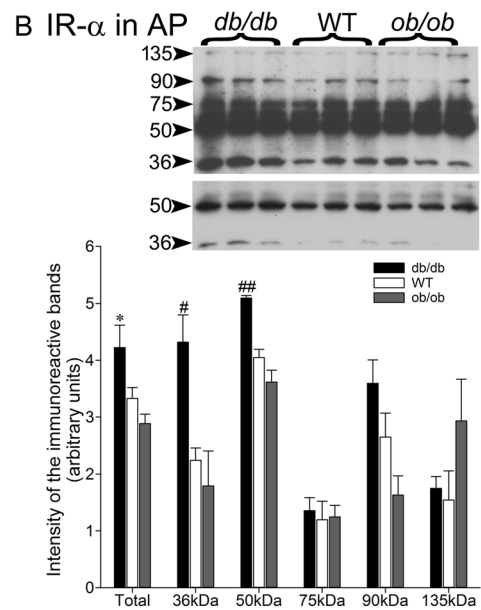 B IR-α in AP db/db WT ob/ob
135
90
75
50
36
50
36
6
5
4
3
2
1
0
Intensity of the immunoreactive bands
(arbitrary units)
db/db
WT
ob/ob
*
#
##
Total 36kDa 50kDa 75kDa 90kDa 135kDa